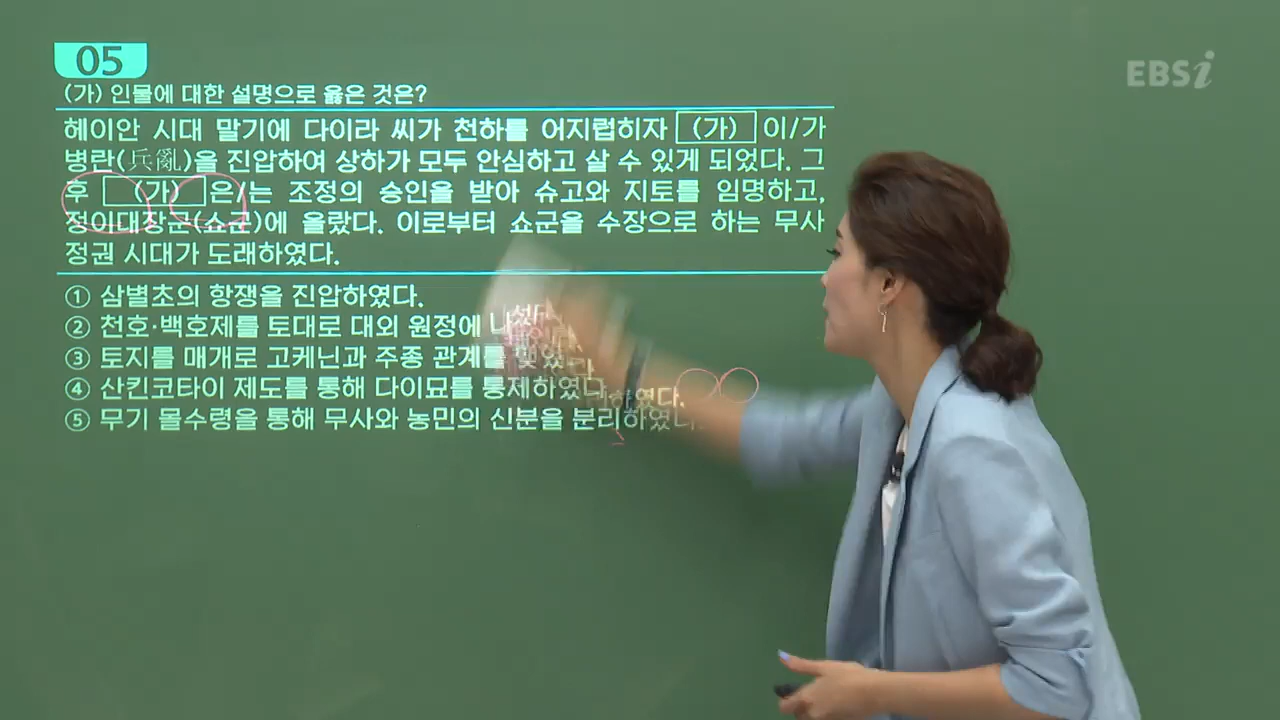 05
EBSi
(가) 인물에 대한 설명으로 옳은 것은?
헤이안 시대 말기에 다이라 씨가 천하를 어지럽히자 (가) 이/가
병란(兵亂)을 진압하여 상하가 모두 안심하고 살 수 있게 되었다. 그
후 (가) 은/는 조정의 승인을 받아 슈고와 지토를 임명하고,
정이대장군(쇼군)에 올랐다. 이로부터 쇼군을 수장으로 하는 무사
정권 시대가 도래하였다.
① 삼별초의 항쟁을 진압하였다.
② 천호·백호제를 토대로 대외 원정에 나섰다.
③ 토지를 매개로 고케닌과 주종 관계를 맺었다.
④ 산킨코타이 제도를 통해 다이묘를 통제하였다.
⑤ 무기 몰수령을 통해 무사와 농민의 신분을 분리하였다.